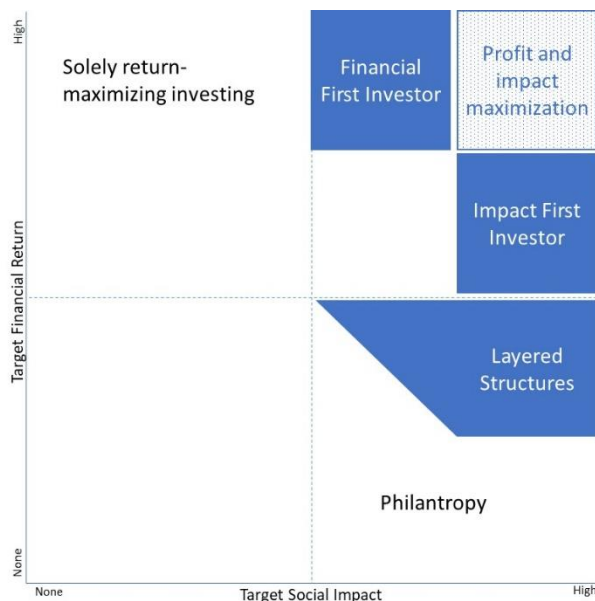 High
Solely return-
maximizing investing
Financial
First Investor
Profit and
impact
maximization
Impact First
Investor
Target Financial Return
Layered
Structures
Philantropy
None
None
Target Social Impact
High